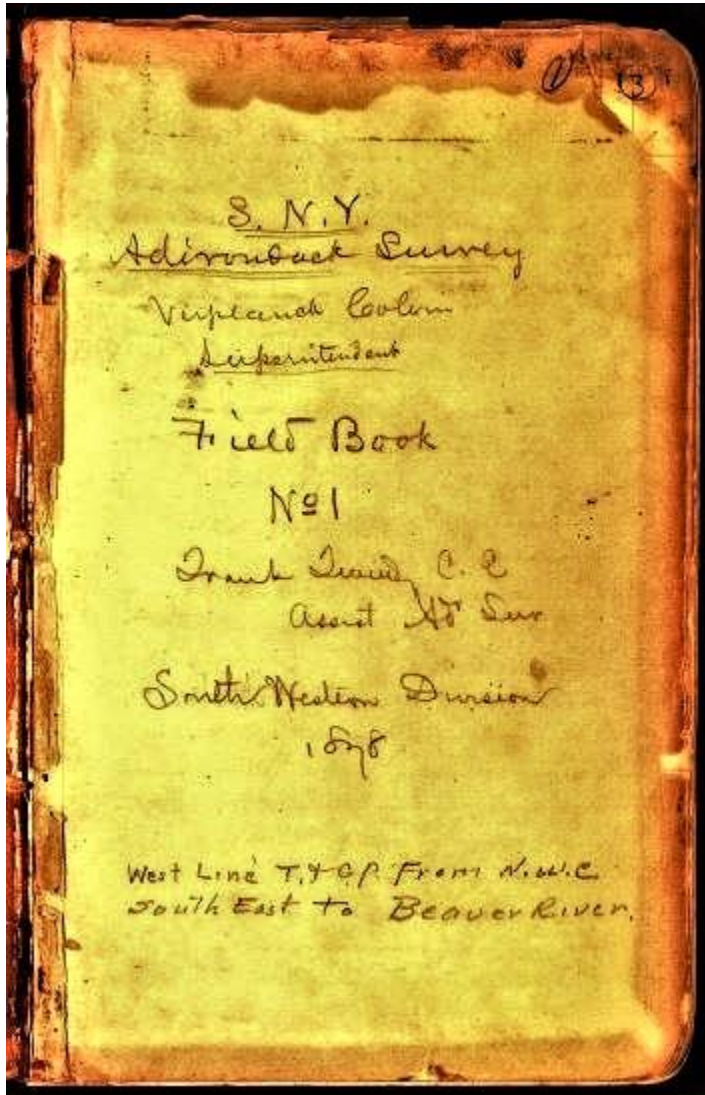 3
S. N. Y.
Adirondack Survey
Verplanck Colvin
Superintendent
Field Book
No 1
Frank Tweedy C. E
Assist Ad Sur
South Western Division
1878
West Line T. & C. P. From N.W.C.
South East To Beaver River.